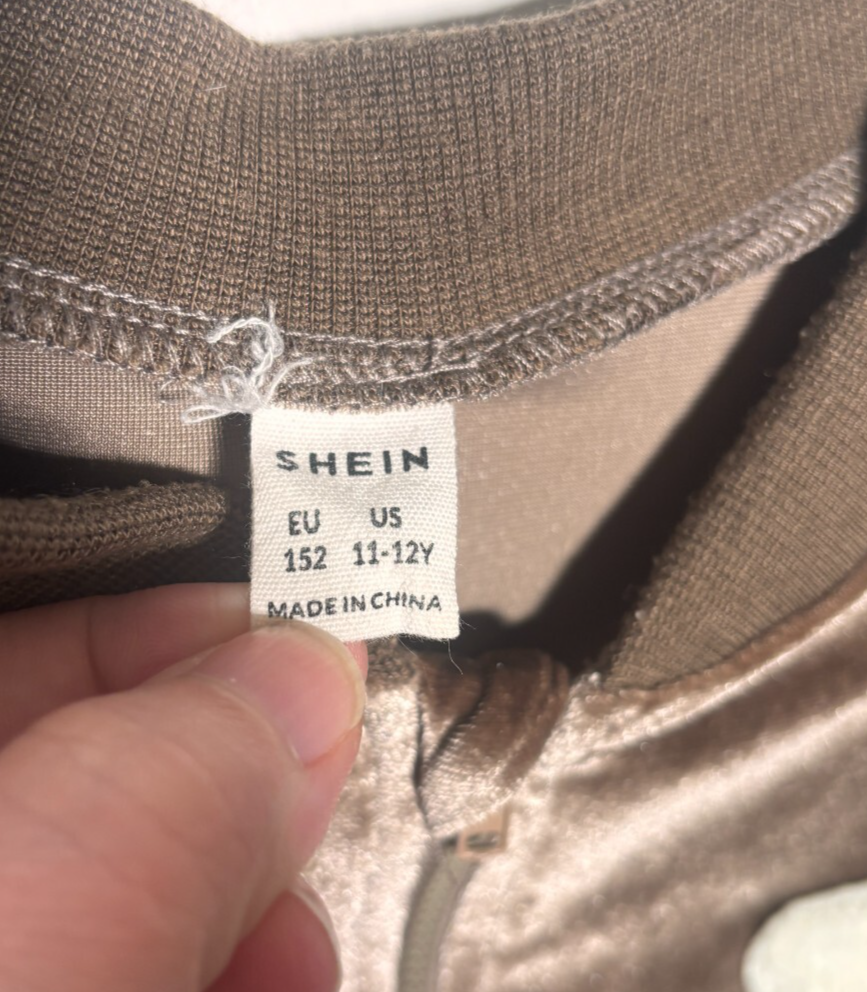 SHEIN
EU US
152 11-12Y
MADE IN CHINA